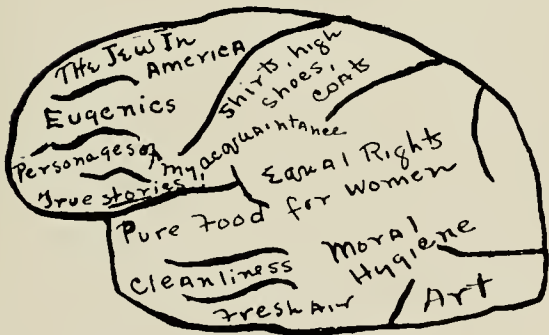 THE JEW IN
AMERICA
Eugenics
Personages of
my acquaintance
True stories!
Shirts, high
shoes,
coats
Equal Rights
for women
Pure Food
Cleanliness
Fresh Air
Moral
Hygiene
Art